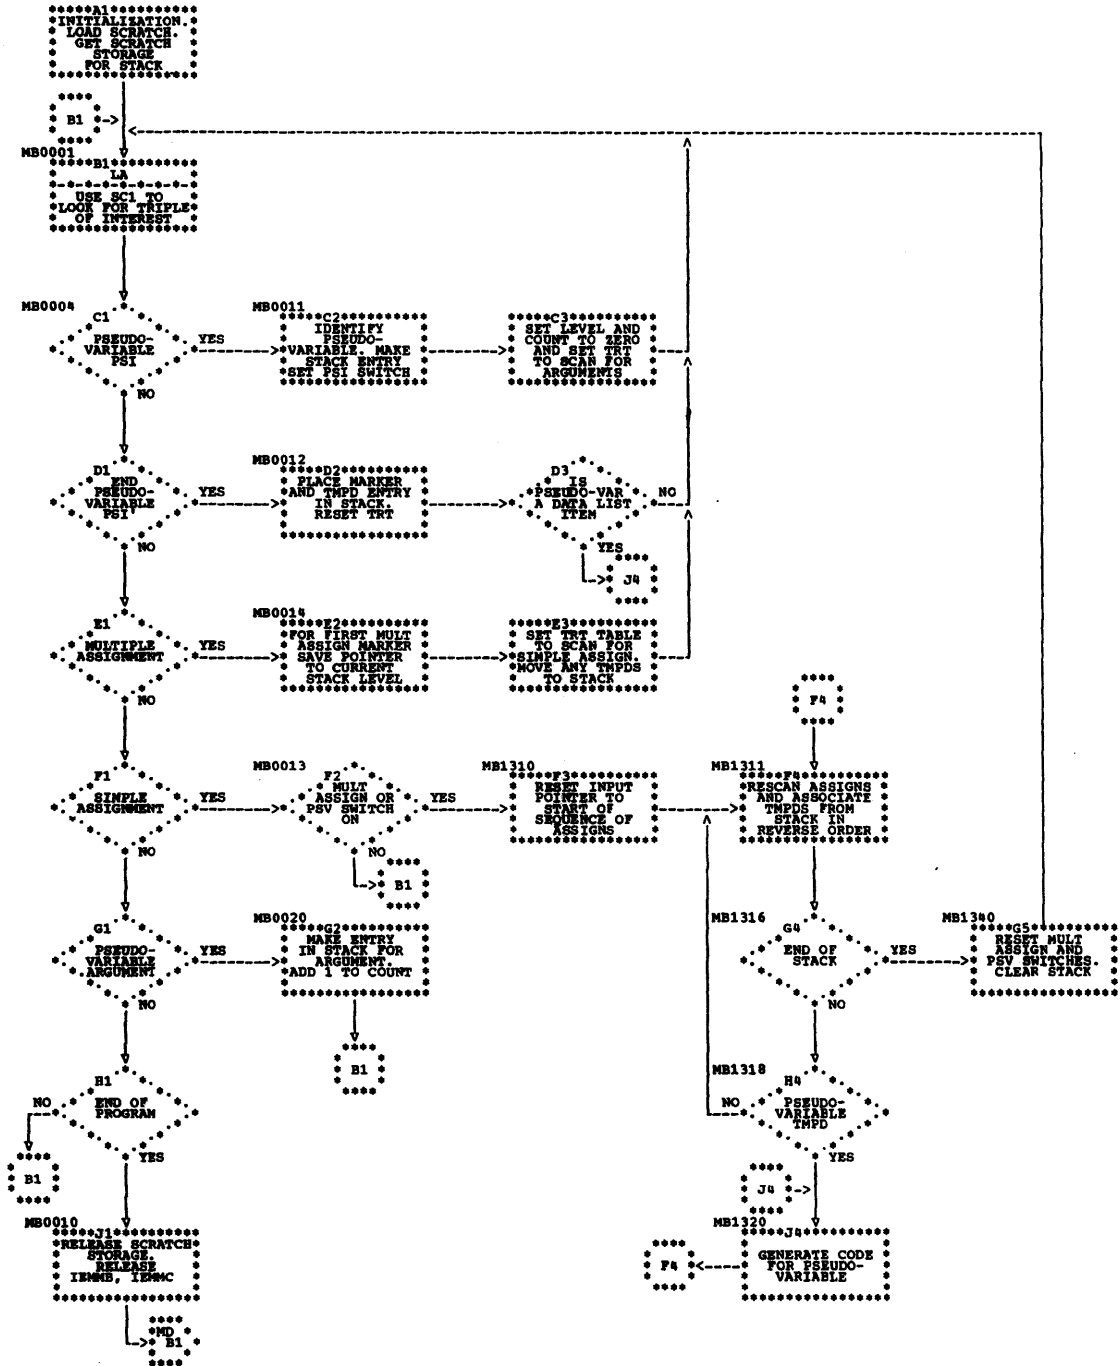 A1
INITIALIZATION.
LOAD SCRATCH.
GET SCRATCH
STORAGE
FOR STACK
B1
MB0001
B1
LA
USE SC1 TO
LOOK FOR TRIPLE
OF INTEREST
MB0004
C1
PSEUDO-
VARIABLE
PSI
YES
NO
MB0011
C2
IDENTIFY
PSEUDO-
VARIABLE. MAKE
STACK ENTRY
SET PSI SWITCH
C3
SET LEVEL AND
COUNT TO ZERO
AND SET TRT
TO SCAN FOR
ARGUMENTS
D1
END
PSEUDO-
VARIABLE
PSI'
YES
NO
MB0012
D2
PLACE MARKER
AND TMPD ENTRY
IN STACK.
RESET TRT
D3
IS
PSEUDO-VAR
A DATA LIST
ITEM
NO
YES
J4
E1
MULTIPLE
ASSIGNMENT
YES
NO
MB0014
E2
FOR FIRST MULT
ASSIGN MARKER
SAVE POINTER
TO CURRENT
STACK LEVEL
E3
SET TRT TABLE
TO SCAN FOR
SIMPLE ASSIGN.
MOVE ANY TMPDS
TO STACK
F4
F1
SIMPLE
ASSIGNMENT
YES
NO
MB0013
F2
MULT
ASSIGN OR
PSV SWITCH
ON
YES
NO
B1
MB1310
F3
RESET INPUT
POINTER TO
START OF
SEQUENCE OF
ASSIGNS
MB1311
F4
RESCAN ASSIGNS
AND ASSOCIATE
TMPDS FROM
STACK IN
REVERSE ORDER
G1
PSEUDO-
VARIABLE
ARGUMENT
YES
NO
MB0020
G2
MAKE ENTRY
IN STACK FOR
ARGUMENT.
ADD 1 TO COUNT
B1
MB1316
G4
END OF
STACK
YES
NO
MB1340
G5
RESET MULT
ASSIGN AND
PSV SWITCHES.
CLEAR STACK
H1
END OF
PROGRAM
NO
YES
B1
MB1318
H4
PSEUDO-
VARIABLE
TMPD
NO
YES
J4
MB0010
J1
RELEASE SCRATCH
STORAGE.
RELEASE
IEMMB, IEMMC
MD
B1
MB1320
J4
GENERATE CODE
FOR PSEUDO-
VARIABLE
F4